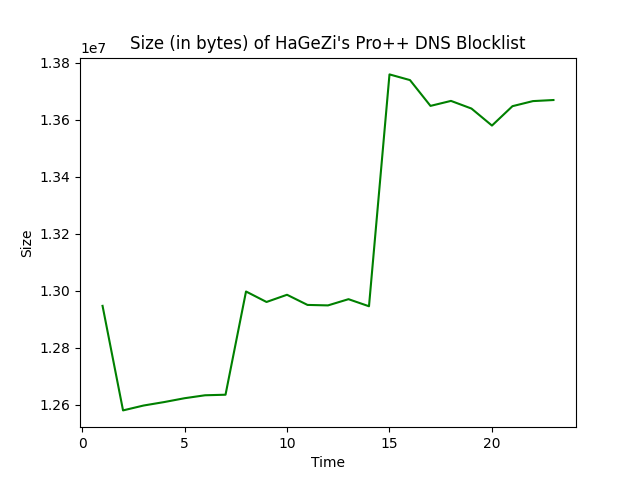 Size (in bytes) of HaGeZi's Pro++ DNS Blocklist
1e7
1.38
1.36
1.34
1.32
1.30
1.28
1.26
Size
0 5 10 15 20
Time